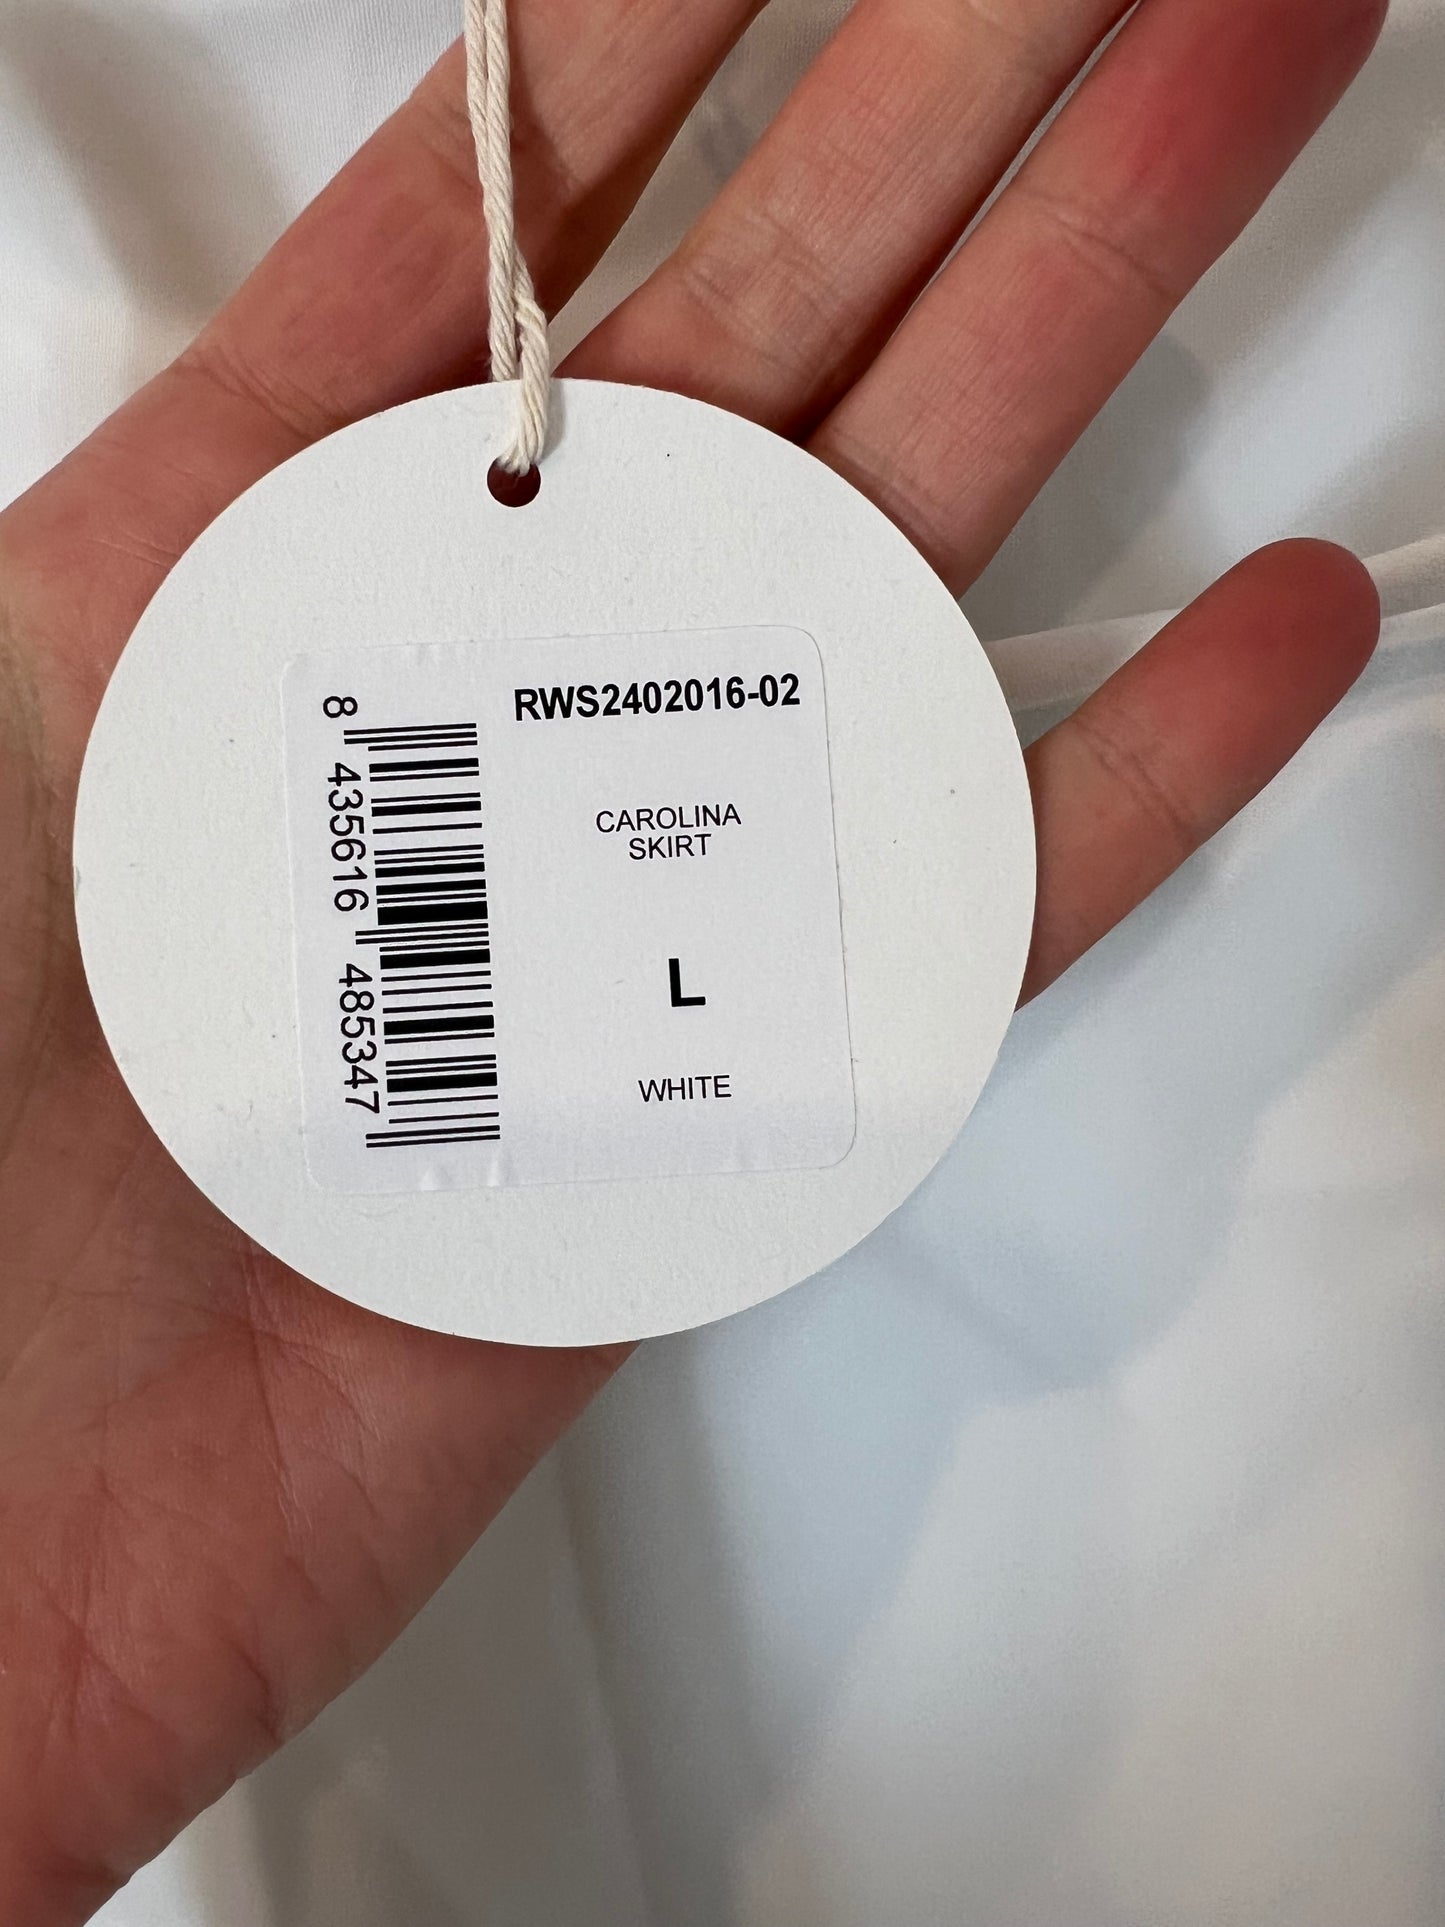 RWS2402016-02
CAROLINA
SKIRT
L
WHITE
8 435616 485347